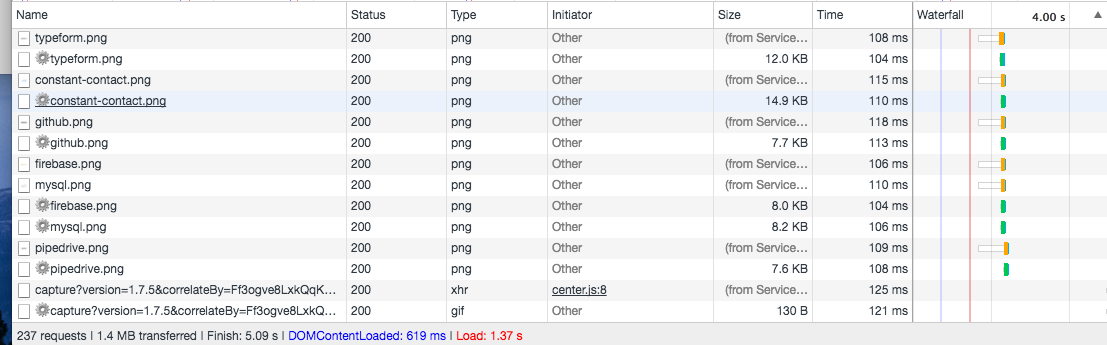 Name Status Type Initiator Size Time Waterfall 4.00 s ▲
typeform.png 200 png Other (from Service... 108 ms
typeform.png 200 png Other 12.0 KB 104 ms
constant-contact.png 200 png Other (from Service... 115 ms
constant-contact.png 200 png Other 14.9 KB 110 ms
github.png 200 png Other (from Service... 118 ms
github.png 200 png Other 7.7 KB 113 ms
firebase.png 200 png Other (from Service... 106 ms
mysql.png 200 png Other (from Service... 110 ms
firebase.png 200 png Other 8.0 KB 104 ms
mysql.png 200 png Other 8.2 KB 106 ms
pipedrive.png 200 png Other (from Service... 109 ms
pipedrive.png 200 png Other 7.6 KB 108 ms
capture?version=1.7.5&correlateBy=Ff3ogve8LxkQqK... 200 xhr center.js:8 (from Service... 125 ms
capture?version=1.7.5&correlateBy=Ff3ogve8LxkQ... 200 gif Other 130 B 121 ms
237 requests | 1.4 MB transferred | Finish: 5.09 s | DOMContentLoaded: 619 ms | Load: 1.37 s